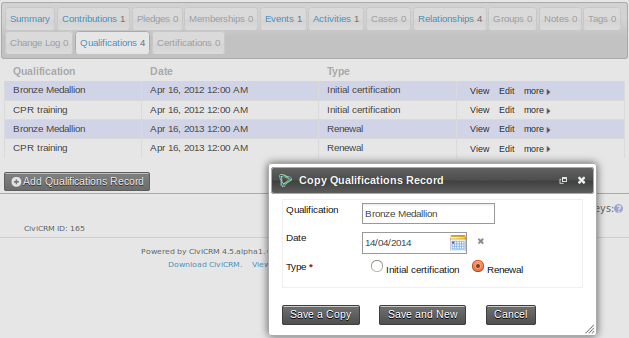 Summary Contributions 1 Pledges 0 Memberships 0 Events 1 Activities 1 Cases 0 Relationships 4 Groups 0 Notes 0 Tags 0
Change Log 0 Qualifications 4 Certifications 0
Qualification Date Type
Bronze Medallion Apr 16, 2012 12:00 AM Initial certification View Edit more
CPR training Apr 16, 2012 12:00 AM Initial certification View Edit more
Bronze Medallion Apr 16, 2013 12:00 AM Renewal View Edit more
CPR training Apr 16, 2013 12:00 AM Renewal View Edit more
Add Qualifications Record
Copy Qualifications Record
Qualification Bronze Medallion
Date 14/04/2014
Type * Initial certification Renewal
Save a Copy Save and New Cancel
eys:
CiviCRM ID: 165
Powered by CiviCRM 4.5.alpha1.
Download CiviCRM. View